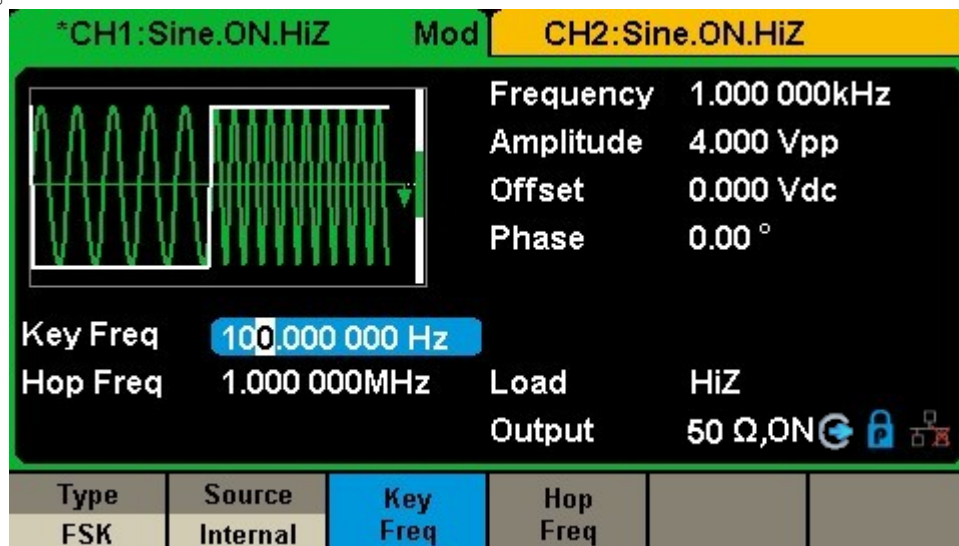 *CH1:Sine.ON.HiZ Mod CH2:Sine.ON.HiZ
Frequency 1.000 000kHz
Amplitude 4.000 Vpp
Offset 0.000 Vdc
Phase 0.00 °
Key Freq 100.000 000 Hz
Hop Freq 1.000 000MHz Load HiZ
Output 50 Ω,ON
Type Source Key Freq Hop Freq
FSK Internal